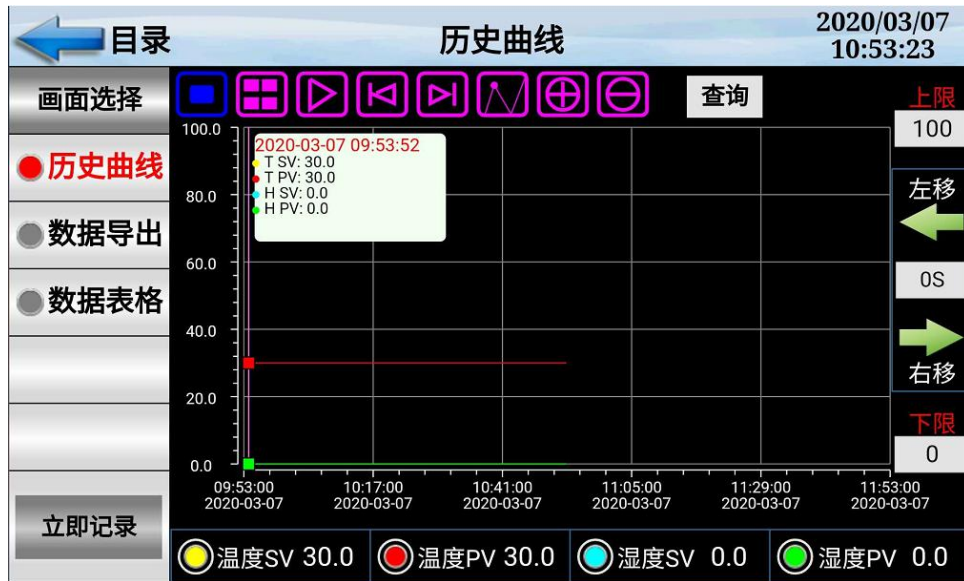 目录
历史曲线
2020/03/07
10:53:23
画面选择
历史曲线
数据导出
数据表格
立即记录
查询
100.0
80.0
60.0
40.0
20.0
0.0
2020-03-07 09:53:52
T SV: 30.0
T PV: 30.0
H SV: 0.0
H PV: 0.0
09:53:00 10:17:00 10:41:00 11:05:00 11:29:00 11:53:00
2020-03-07 2020-03-07 2020-03-07 2020-03-07 2020-03-07 2020-03-07
上限
100
左移
0S
右移
下限
0
温度SV 30.0 温度PV 30.0 湿度SV 0.0 湿度PV 0.0